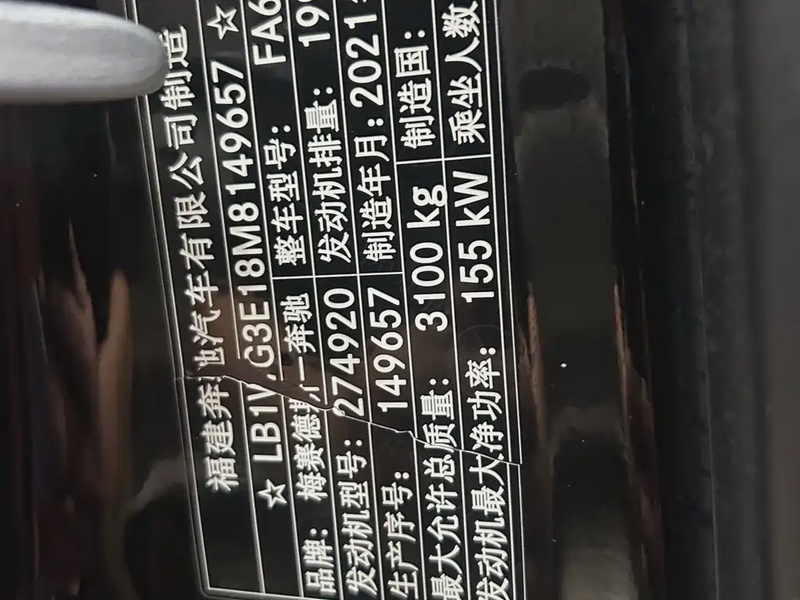 福建奔驰汽车有限公司制造
☆ LB1WG3E18M8149657 ☆
品牌: 梅赛德斯-奔驰 整车型号: FA6
发动机型号: 274920 发动机排量: 199
生产序号: 149657 制造年月: 2021
最大允许总质量: 3100 kg 制造国:
发动机最大净功率: 155 kW 乘坐人数